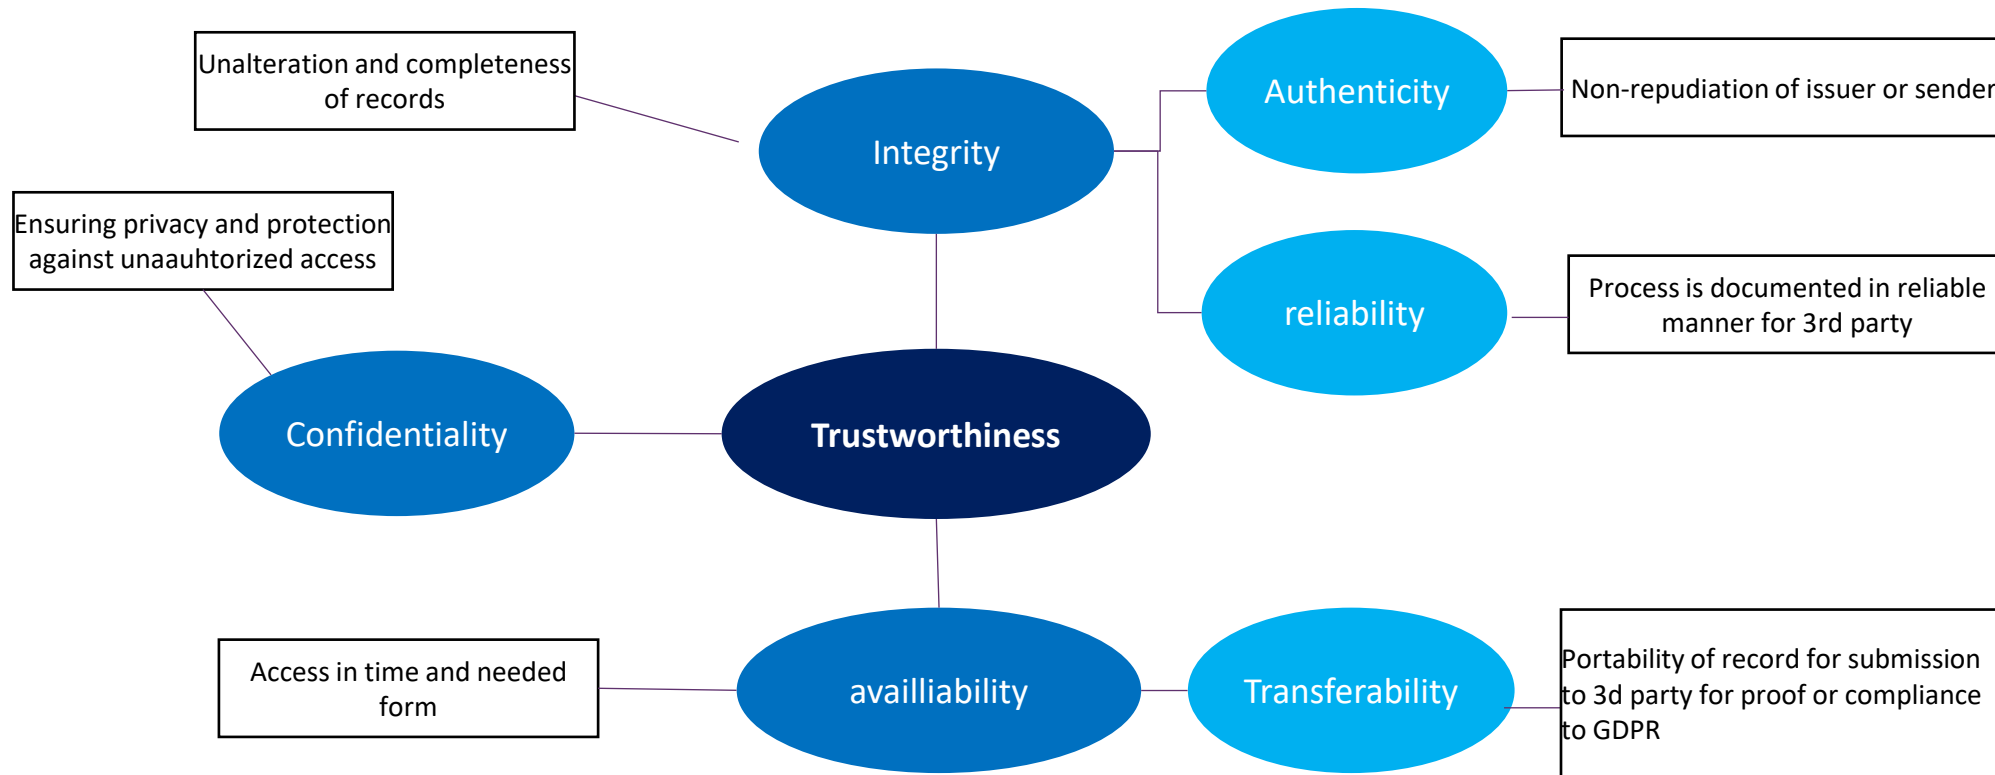 Unalteration and completeness
of records
Integrity
Authenticity
Non-repudiation of issuer or sender
Ensuring privacy and protection
against unaauhtorized access
reliability
Process is documented in reliable
manner for 3rd party
Confidentiality
Trustworthiness
Access in time and needed
form
availliability
Transferability
Portability of record for submission
to 3d party for proof or compliance
to GDPR